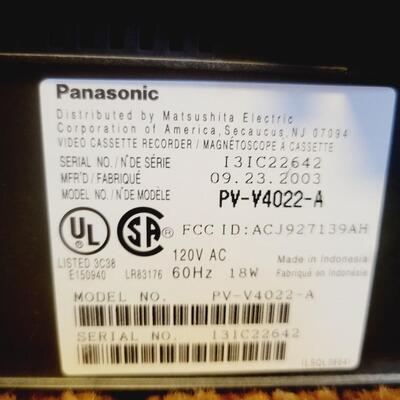 Panasonic
Distributed by Matsushita Electric
Corporation of America, Secaucus, NJ 07094
VIDEO CASSETTE RECORDER / MAGNÉTOSCOPE À CASSETTE
SERIAL NO. / N° DE SÉRIE I3IC22642
MFR'D / FABRIQUÉ 09.23.2003
MODEL NO. / N° DE MODÈLE PV-V4022-A
UL ® SA ® FCC ID: ACJ927139AH
LISTED 3C38 120V AC Made in Indonesia
E150940 LR83176 60Hz 18W Fabriqué en Indonésie
MODEL NO. PV-V4022-A
SERIAL NO. I3IC22642